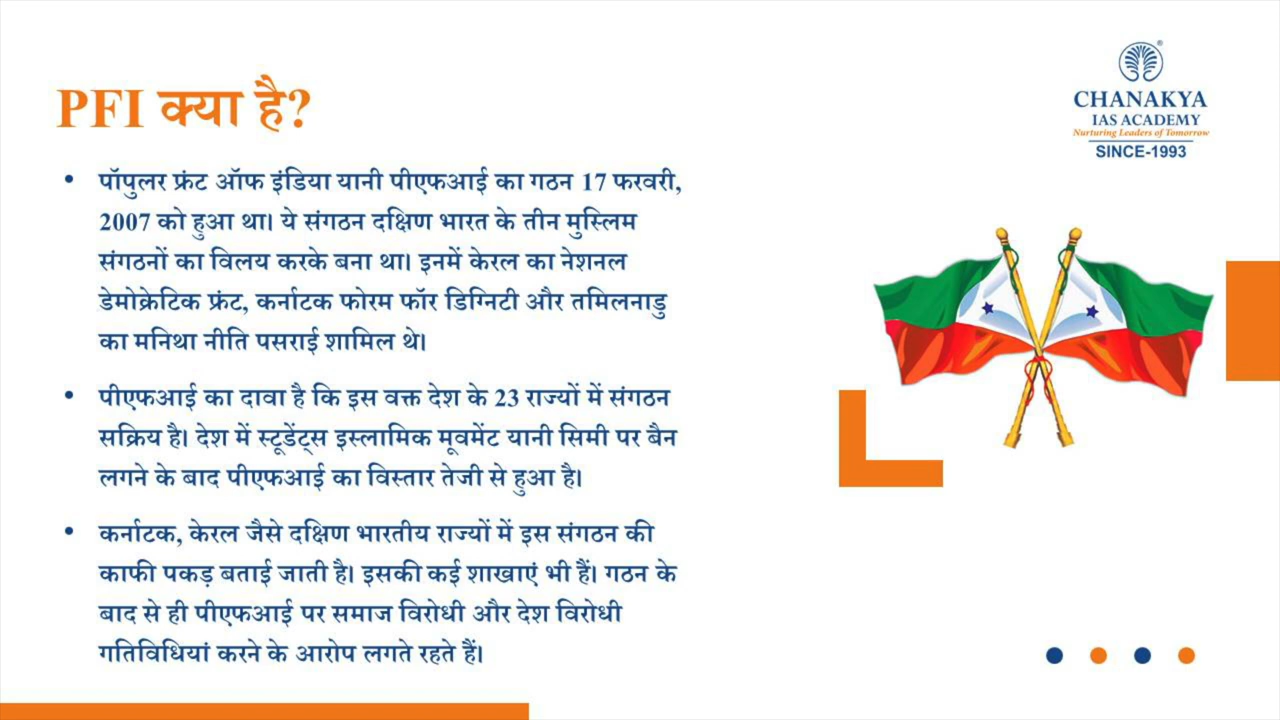 PFI क्या है?
CHANAKYA
IAS ACADEMY
Nurturing Leaders of Tomorrow
SINCE-1993
• पॉपुलर फ्रंट ऑफ इंडिया यानी पीएफआई का गठन 17 फरवरी,
2007 को हुआ था। ये संगठन दक्षिण भारत के तीन मुस्लिम
संगठनों का विलय करके बना था। इनमें केरल का नेशनल
डेमोक्रेटिक फ्रंट, कर्नाटक फोरम फॉर डिग्निटी और तमिलनाडु
का मनिथा नीति पसराई शामिल थे।
• पीएफआई का दावा है कि इस वक्त देश के 23 राज्यों में संगठन
सक्रिय है। देश में स्टूडेंट्स इस्लामिक मूवमेंट यानी सिमी पर बैन
लगने के बाद पीएफआई का विस्तार तेजी से हुआ है।
• कर्नाटक, केरल जैसे दक्षिण भारतीय राज्यों में इस संगठन की
काफी पकड़ बताई जाती है। इसकी कई शाखाएं भी हैं। गठन के
बाद से ही पीएफआई पर समाज विरोधी और देश विरोधी
गतिविधियां करने के आरोप लगते रहते हैं।